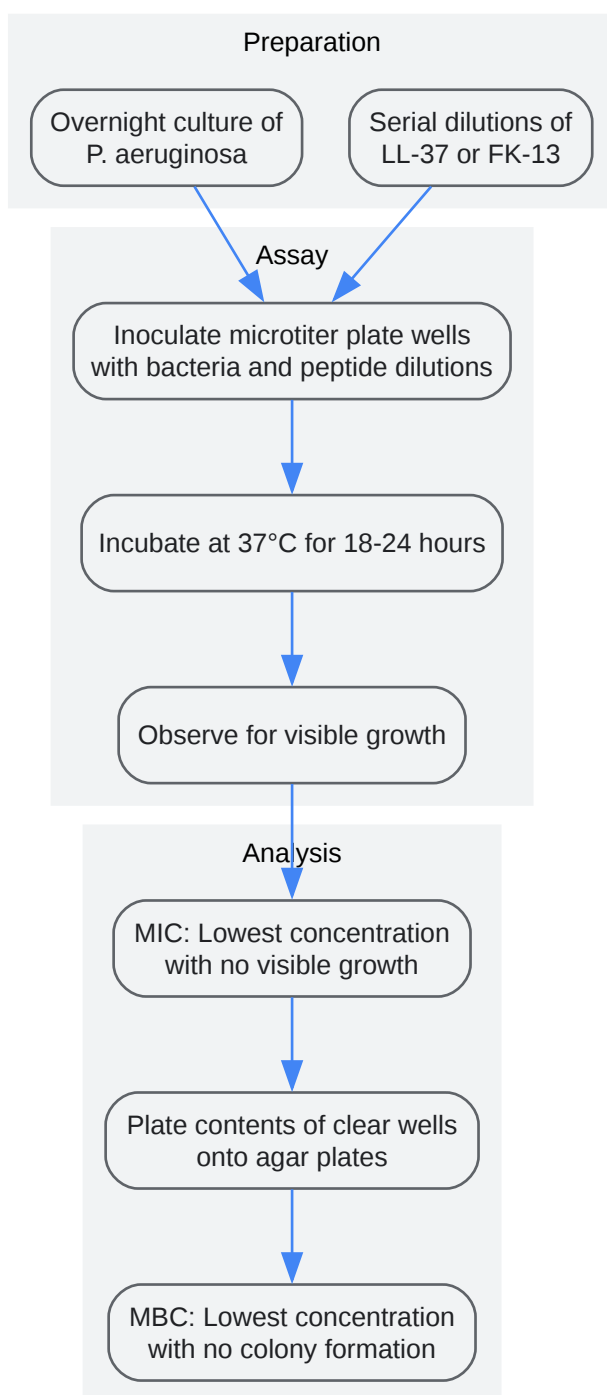 Preparation
Overnight culture of
P. aeruginosa
Serial dilutions of
LL-37 or FK-13
Assay
Inoculate microtiter plate wells
with bacteria and peptide dilutions
Incubate at 37°C for 18-24 hours
Observe for visible growth
Analysis
MIC: Lowest concentration
with no visible growth
Plate contents of clear wells
onto agar plates
MBC: Lowest concentration
with no colony formation